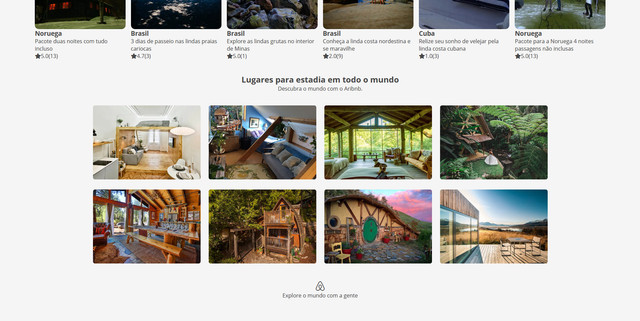 Noruega
Pacote duas noites com tudo
incluso
★5.0(13)
Brasil
3 dias de passeio nas lindas praias
cariocas
★4.7(3)
Brasil
Explore as lindas grutas no interior
de Minas
★5.0(1)
Brasil
Conheça a linda costa nordestina e
se maravilhe
★2.0(9)
Cuba
Relize seu sonho de velejar pela
linda costa cubana
★1.0(3)
Noruega
Pacote para a Noruega 4 noites
passagens não inclusas
★5.0(13)
Lugares para estadia em todo o mundo
Descubra o mundo com o Airbnb.
Explore o mundo com a gente